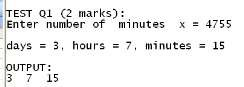 TEST Q1 (2 marks):
Enter number of  minutes  x = 4755
days = 3, hours = 7, minutes = 15
OUTPUT:
3  7  15